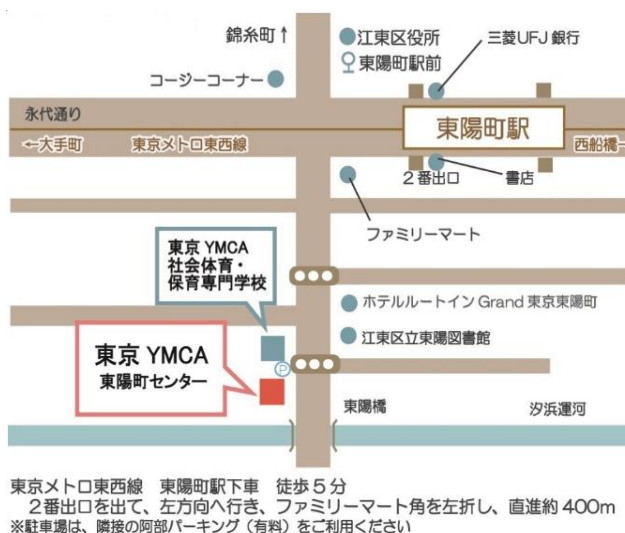 錦糸町↑
江東区役所
三菱UFJ銀行
東陽町駅前
コージーコーナー
永代通り
東陽町駅
←大手町
東京メトロ東西線
西船橋→
2番出口
書店
ファミリーマート
東京 YMCA
社会体育・
保育専門学校
ホテルルートイン Grand 東京東陽町
東京 YMCA
東陽町センター
江東区立東陽図書館
P
東陽橋
汐浜運河
東京メトロ東西線 東陽町駅下車 徒歩5分
2番出口を出て、左方向へ行き、ファミリーマート角を左折し、直進約400m
※駐車場は、隣接の阿部パーキング(有料)をご利用ください